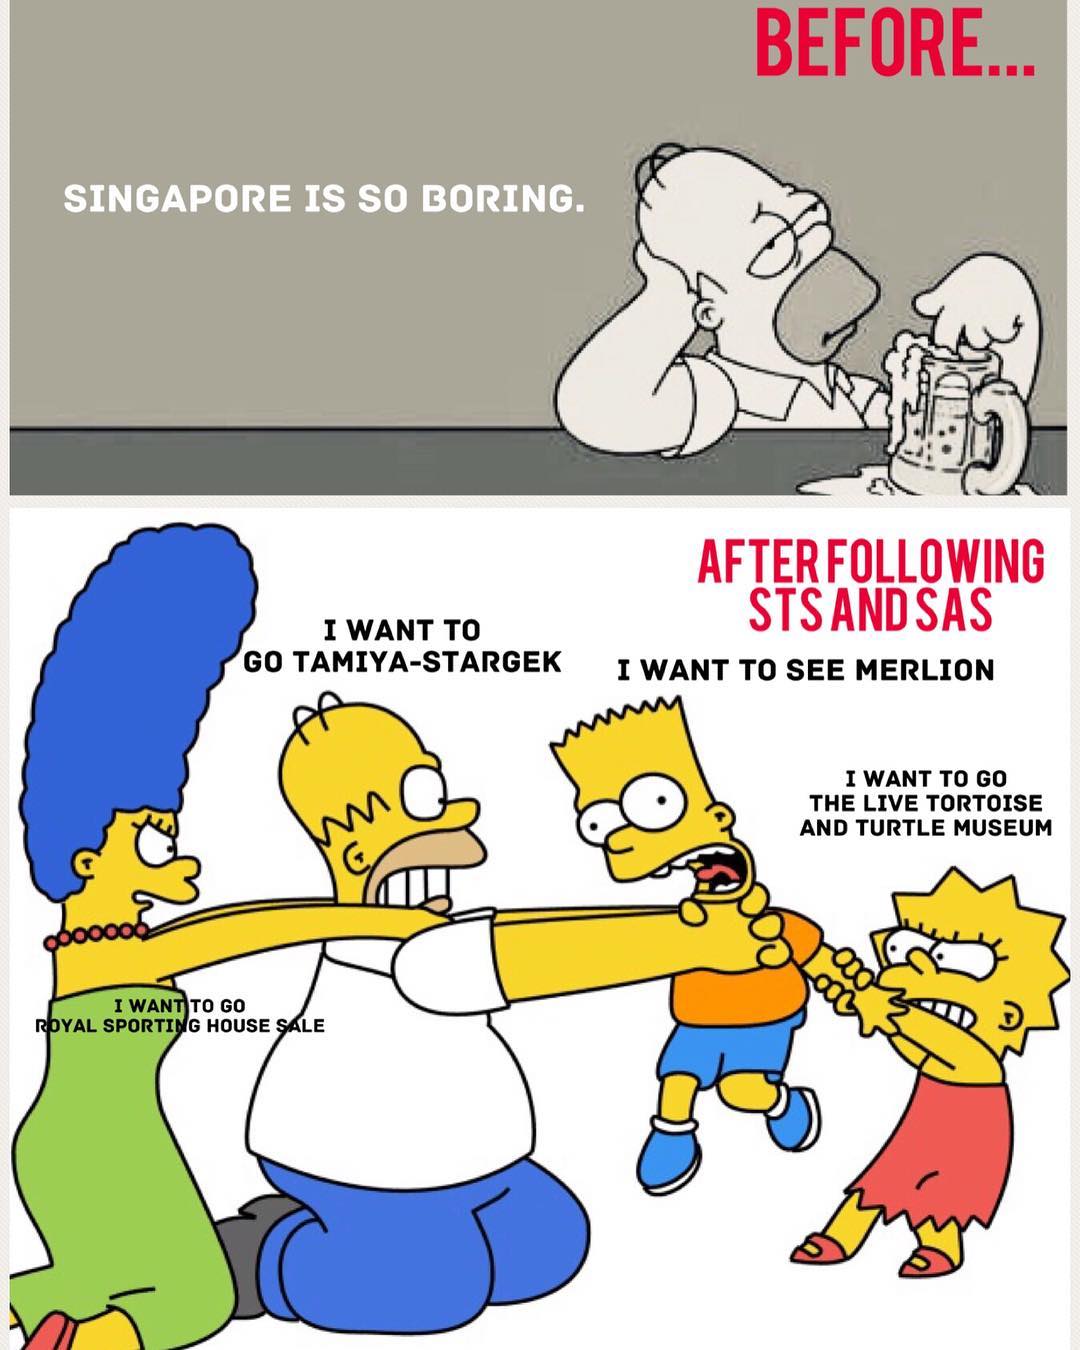 BEFORE...
SINGAPORE IS SO BORING.
AFTER FOLLOWING
STS AND SAS
I WANT TO
GO TAMIYA-STARGEK
I WANT TO SEE MERLION
I WANT TO GO
THE LIVE TORTOISE
AND TURTLE MUSEUM
I WANT TO GO
ROYAL SPORTING HOUSE SALE